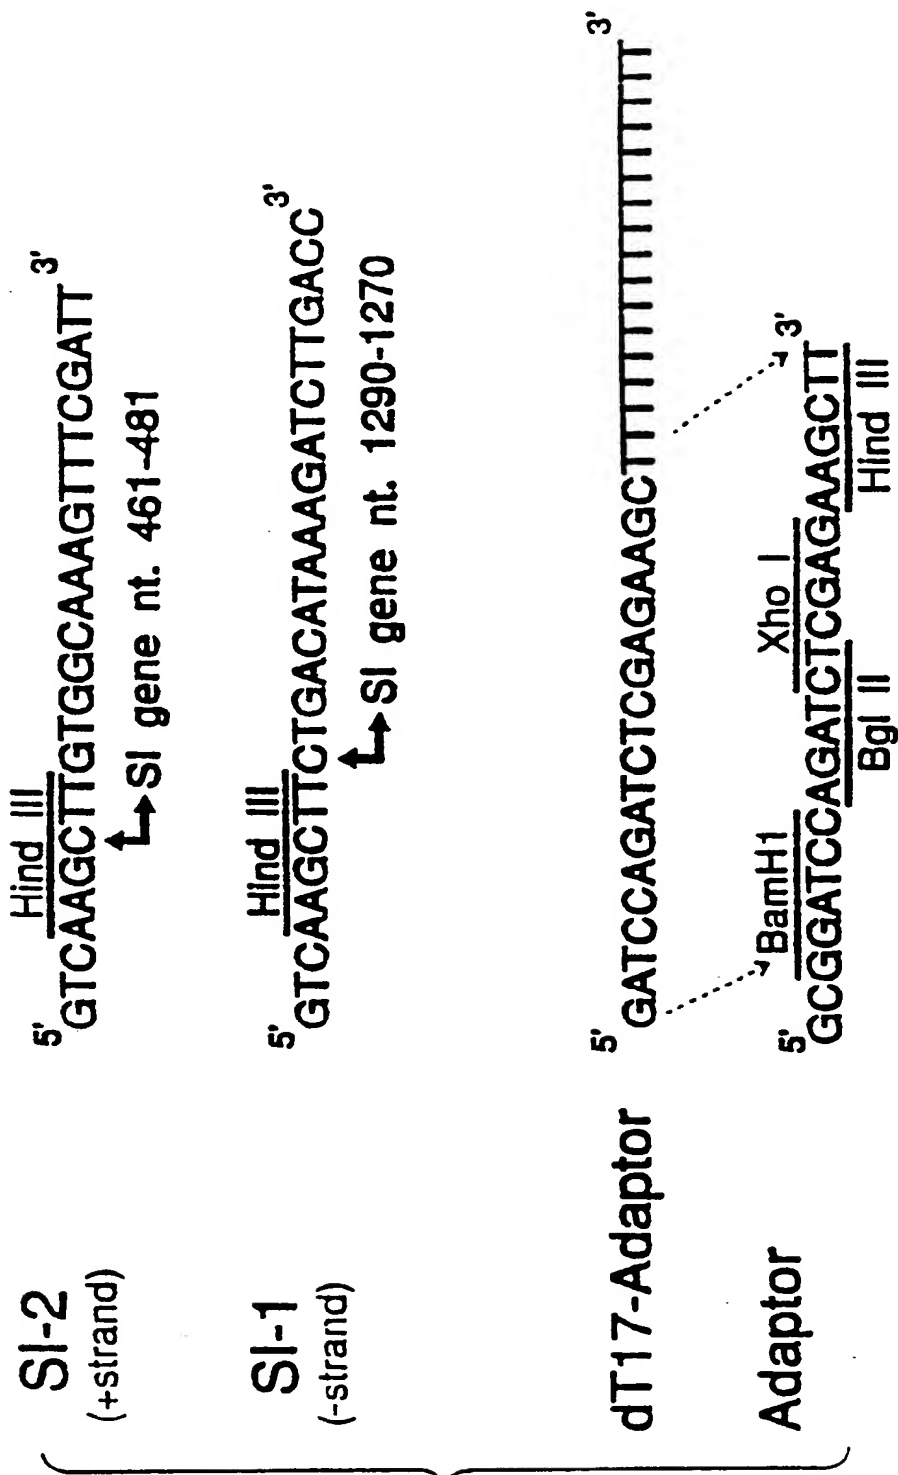 SI-2
(+strand)
Hind III
5' GTCAAGCTTGTGGCAAAGTTTCGATT 3'
SI gene nt. 461-481
SI-1
(-strand)
Hind III
5' GTCAAGCTTCTGACATAAAGATCTTGACC 3'
SI gene nt. 1290-1270
dT17-Adaptor
5' GATCCAGATCTCGAGAAGCTTTTTTTTTTTTTTTTT 3'
Adaptor
BamH1 Xho I
5' GCGGATCCAGATCTCGAGAAGCTT 3'
Bgl II Hind III